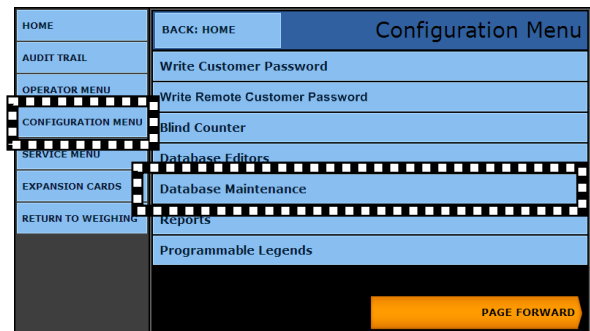 HOME
AUDIT TRAIL
OPERATOR MENU
CONFIGURATION MENU
SERVICE MENU
EXPANSION CARDS
RETURN TO WEIGHING
BACK: HOME
Configuration Menu
Write Customer Password
Write Remote Customer Password
Blind Counter
Database Editors
Database Maintenance
Reports
Programmable Legends
PAGE FORWARD